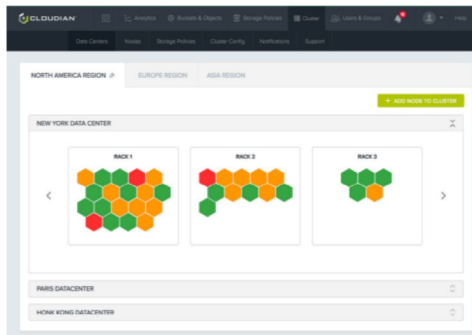 CLOUDIAN Analytics Buckets & Objects Storage Policies Cluster Users & Groups Help
Data Centers Nodes Storage Policies Cluster Config Notifications Support
NORTH AMERICA REGION EUROPE REGION ASIA REGION
+ ADD NODE TO CLUSTER
NEW YORK DATA CENTER
RACK 1 RACK 2 RACK 3
PARIS DATACENTER
HONK KONG DATACENTER